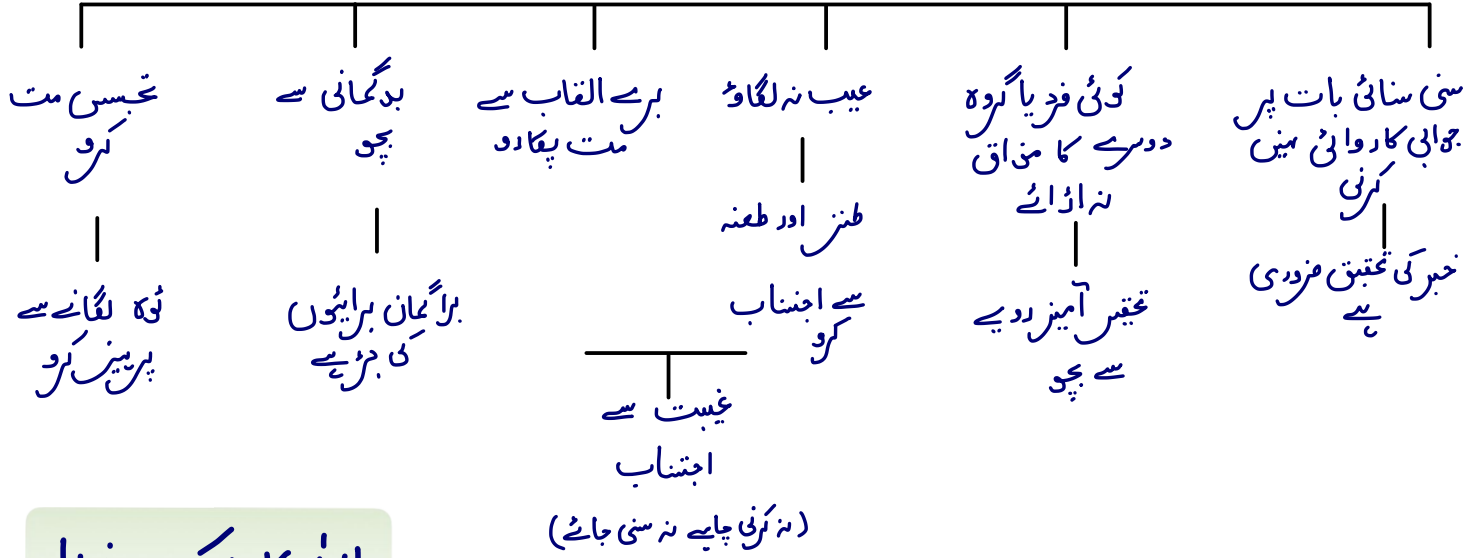 سنی سنائی بات پر
جوابی کاروائی نہیں
کرنی
خبر کی تحقیق ضروری
ہے
کوئی فرد یا گروہ
دوسرے کا مذاق
نہ اڑائے
تحقیر آمیز رویے
سے بچو
عیب نہ لگاؤ
طنز اور طعنہ
سے اجتناب
کرو
برے القاب سے
مت پکارو
غیبت سے
اجتناب
(نہ کرنی چاہیے نہ سنی جائے)
بدگمانی سے
بچو
برا گمان برائیوں
کی جڑ ہے
تجسس مت
کرو
ٹوہ لگانے سے
پرہیز کرو